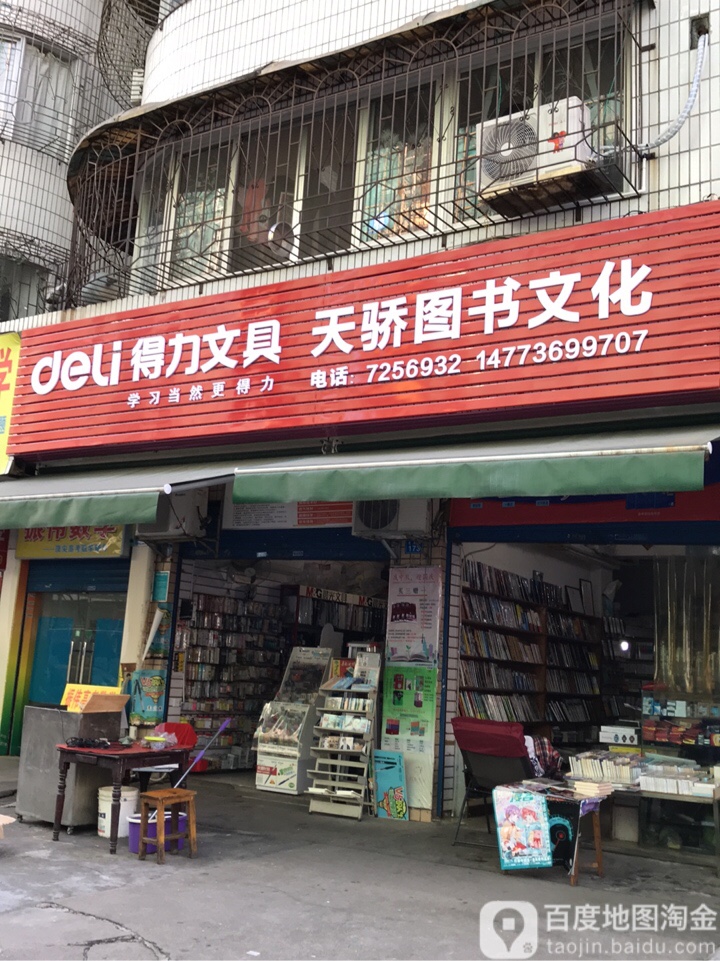 deli 得力文具 天骄图书文化
学习当然更得力
电话: 7256932 14773699707
M&G
百度地图淘金
taojin.baidu.com